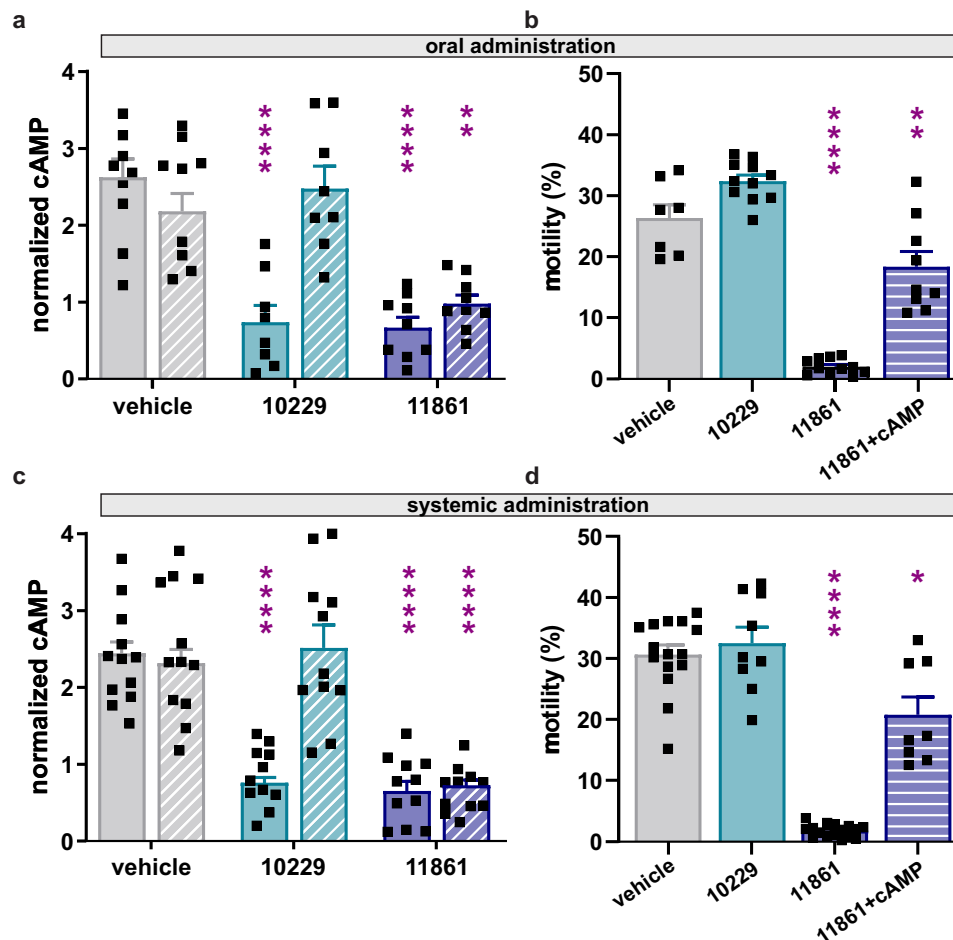 a
b
oral administration
normalized cAMP
4
3
2
1
0
****
****
**
vehicle
10229
11861
motility (%)
50
40
30
20
10
0
****
**
vehicle
10229
11861
11861+cAMP
c
d
systemic administration
normalized cAMP
4
3
2
1
0
****
****
****
vehicle
10229
11861
motility (%)
50
40
30
20
10
0
****
*
vehicle
10229
11861
11861+cAMP